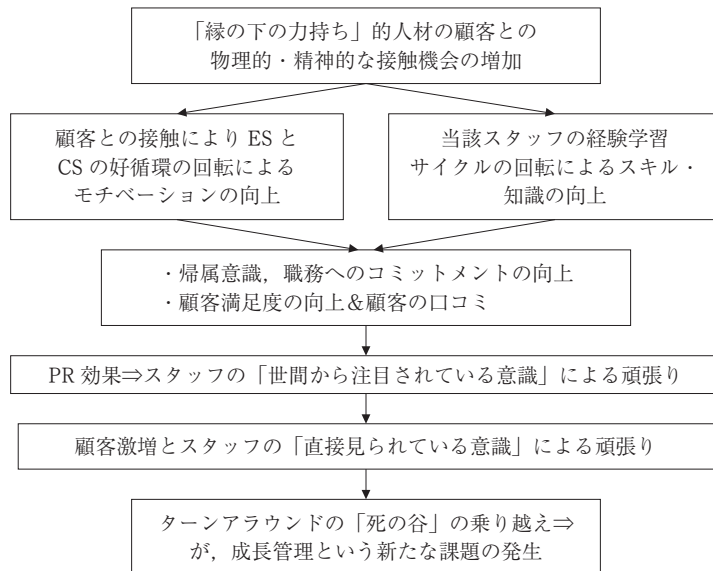 「縁の下の力持ち」的人材の顧客との
物理的・精神的な接触機会の増加
顧客との接触により ES と
CS の好循環の回転による
モチベーションの向上
当該スタッフの経験学習
サイクルの回転によるスキル・
知識の向上
・帰属意識，職務へのコミットメントの向上
・顧客満足度の向上＆顧客の口コミ
PR 効果⇒スタッフの「世間から注目されている意識」による頑張り
顧客激増とスタッフの「直接見られている意識」による頑張り
ターンアラウンドの「死の谷」の乗り越え⇒
が，成長管理という新たな課題の発生